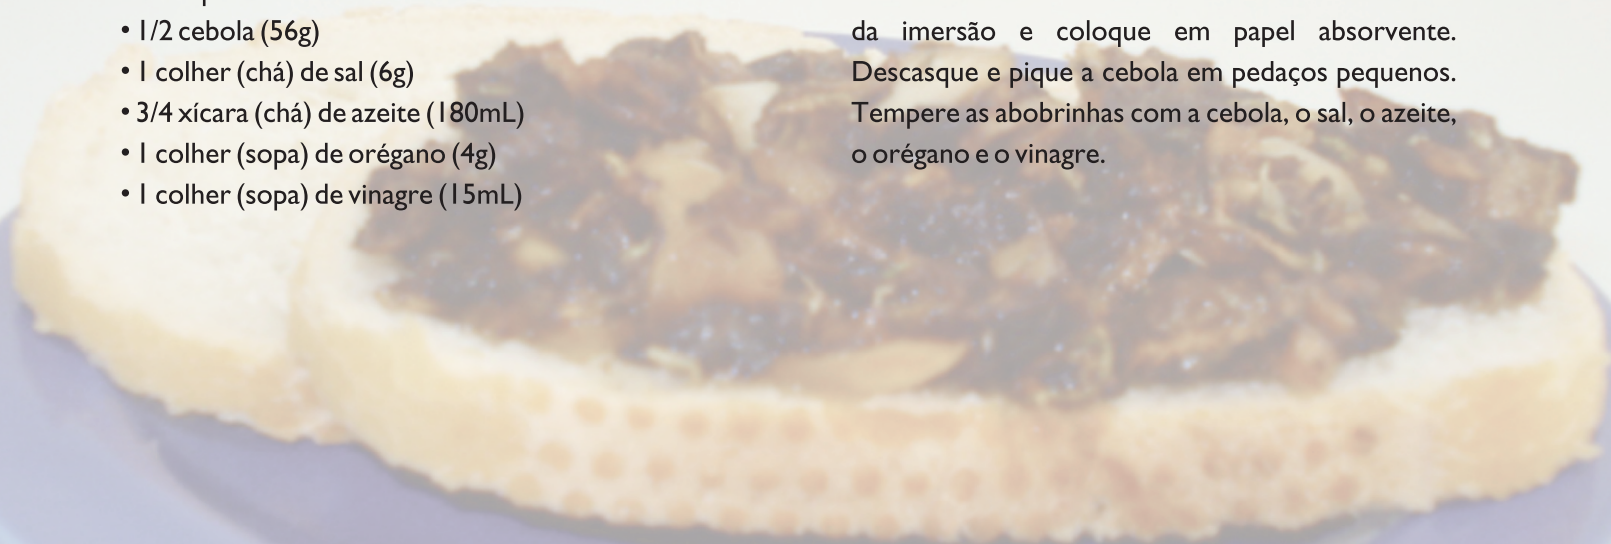 • 1/2 cebola (56g)
• 1 colher (chá) de sal (6g)
• 3/4 xícara (chá) de azeite (180mL)
• 1 colher (sopa) de orégano (4g)
• 1 colher (sopa) de vinagre (15mL)
da imersão e coloque em papel absorvente.
Descasque e pique a cebola em pedaços pequenos.
Tempere as abobrinhas com a cebola, o sal, o azeite,
o orégano e o vinagre.